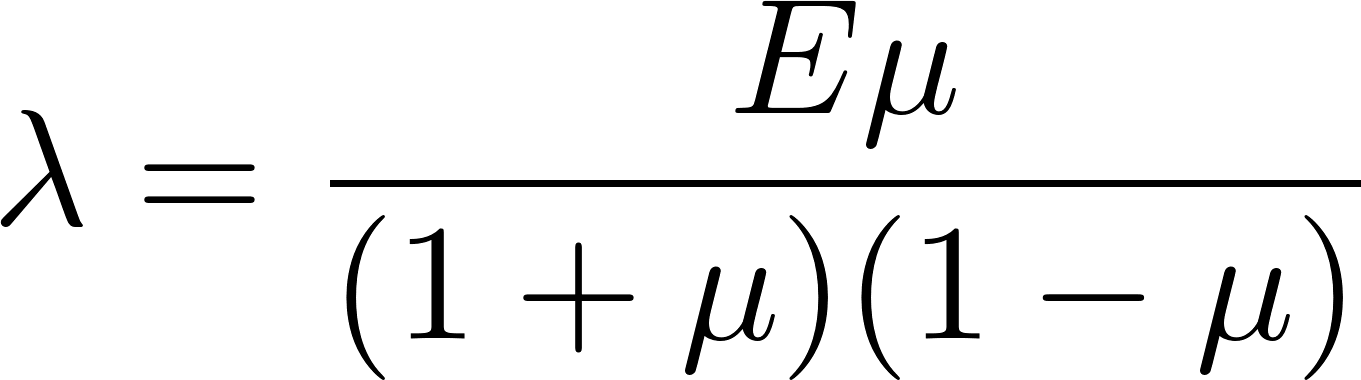 λ = Eμ / (1 + μ)(1 − μ)